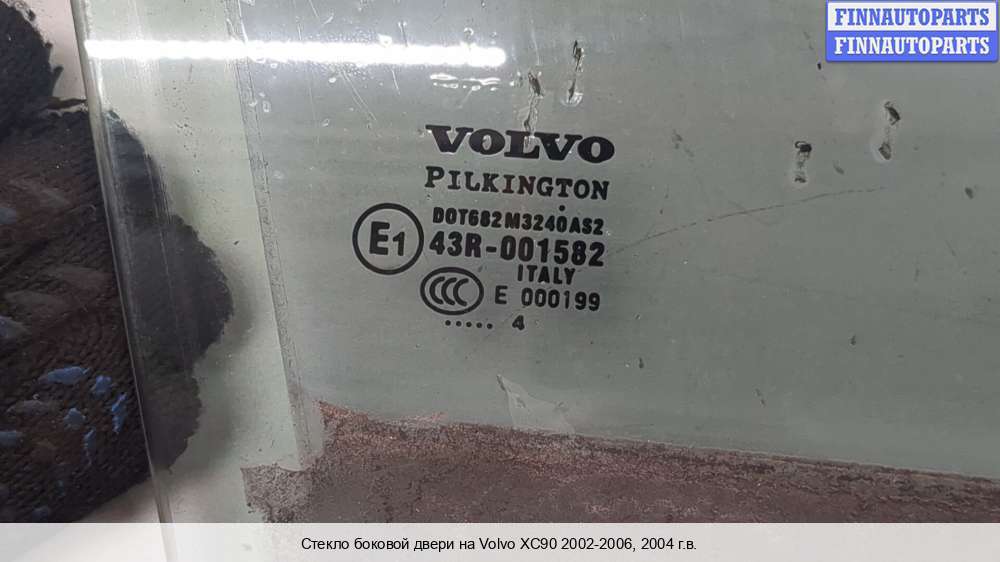 FINNAUTOPARTS
FINNAUTOPARTS
VOLVO
PILKINGTON
DOT682M3240AS2
E1
43R-001582
ITALY
CCC E 000199
..... 4
Стекло боковой двери на Volvo XC90 2002-2006, 2004 г.в.